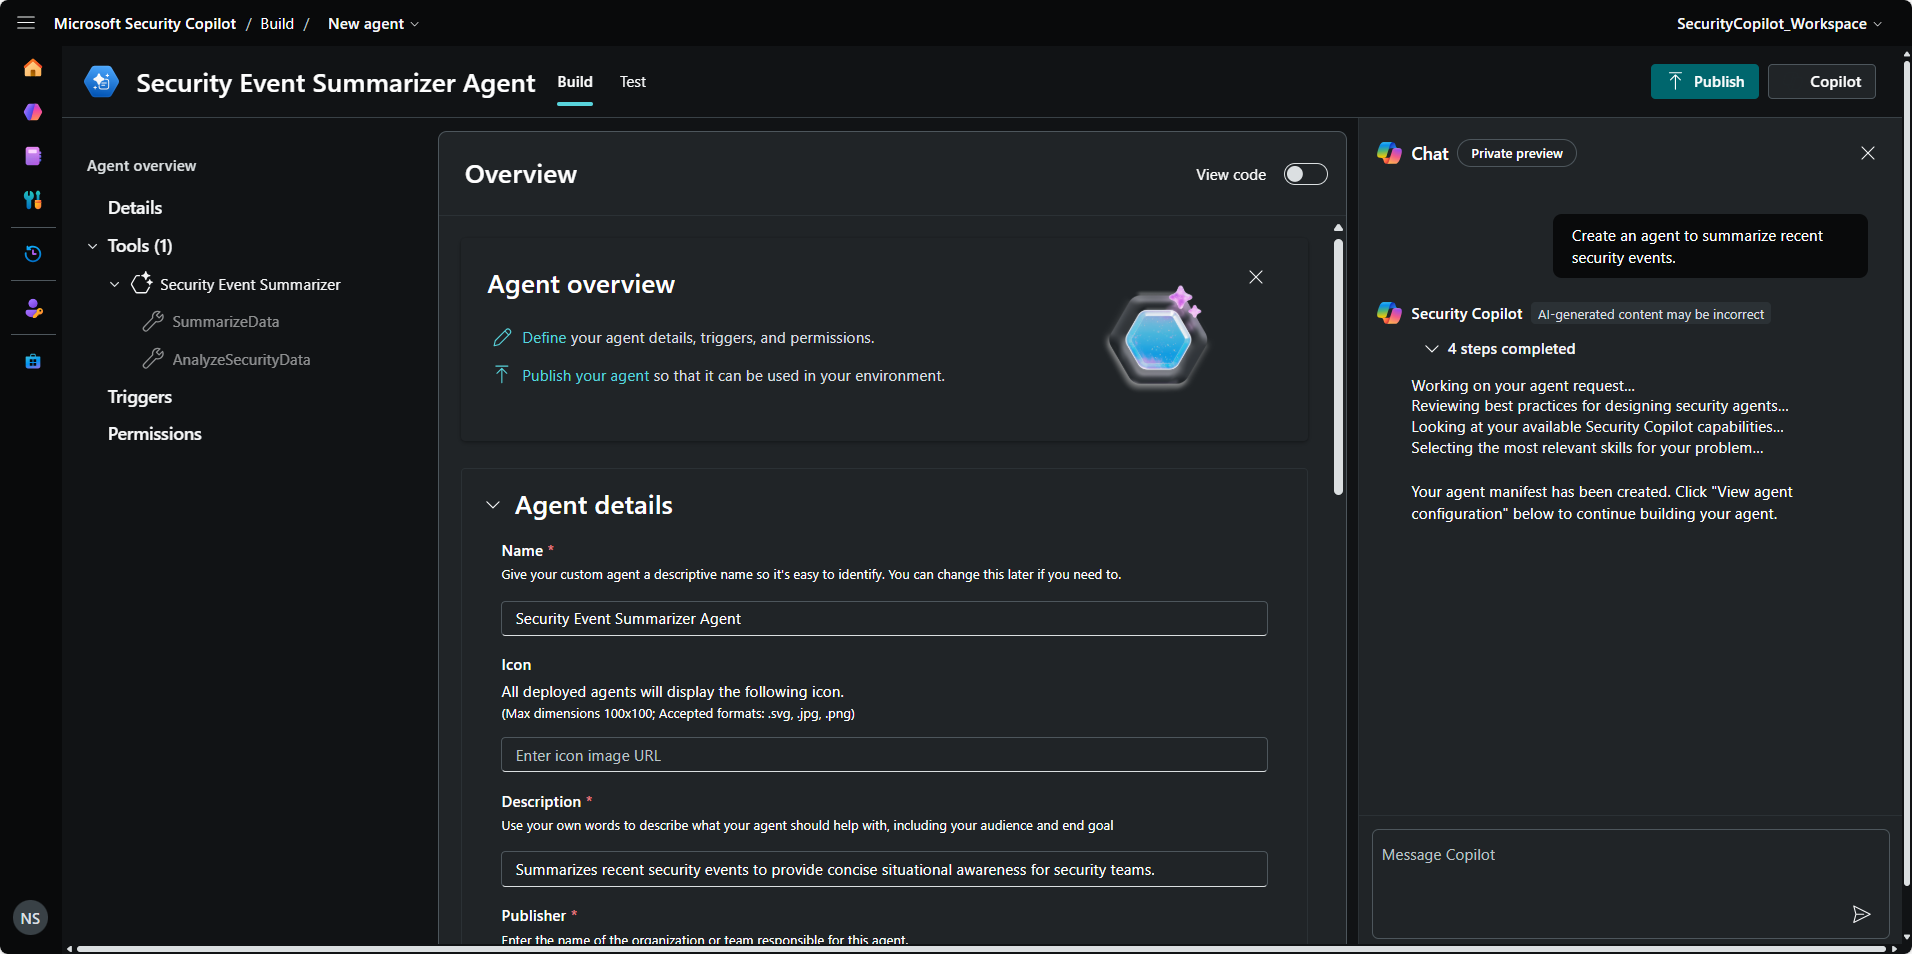 Microsoft Security Copilot / Build / New agent
SecurityCopilot_Workspace
Security Event Summarizer Agent
Build
Test
Publish
Copilot
Agent overview
Details
Tools (1)
Security Event Summarizer
SummarizeData
AnalyzeSecurityData
Triggers
Permissions
NS
Overview
View code
Agent overview
Define your agent details, triggers, and permissions.
Publish your agent so that it can be used in your environment.
Agent details
Name *
Give your custom agent a descriptive name so it's easy to identify. You can change this later if you need to.
Security Event Summarizer Agent
Icon
All deployed agents will display the following icon.
(Max dimensions 100x100; Accepted formats: .svg, .jpg, .png)
Enter icon image URL
Description *
Use your own words to describe what your agent should help with, including your audience and end goal
Summarizes recent security events to provide concise situational awareness for security teams.
Publisher *
Enter the name of the organization or team responsible for this agent.
Chat
Private preview
Create an agent to summarize recent
security events.
Security Copilot
AI-generated content may be incorrect
4 steps completed
Working on your agent request...
Reviewing best practices for designing security agents...
Looking at your available Security Copilot capabilities...
Selecting the most relevant skills for your problem...
Your agent manifest has been created. Click "View agent
configuration" below to continue building your agent.
Message Copilot